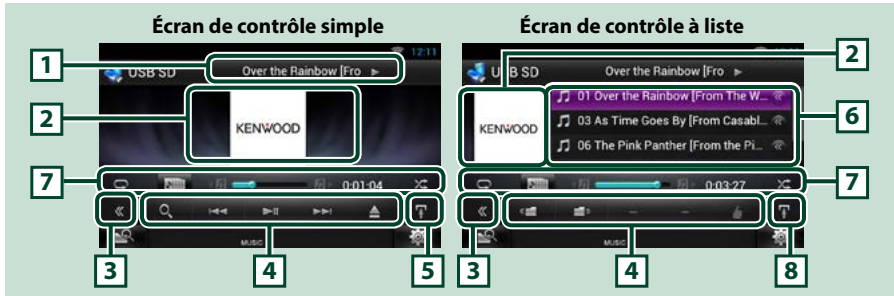 Écran de contrôle simple
Écran de contrôle à liste
12:11
1
USB SD
Over the Rainbow [Fro
2
KENWOOD
7
0:01:04
3
MUSIC
4
5
2
USB SD
Over the Rainbow [Fro
KENWOOD
01 Over the Rainbow [From The W...
03 As Time Goes By [From Casabl...
06 The Pink Panther [From the Pi...
6
0:03:27
7
3
MUSIC
4
8